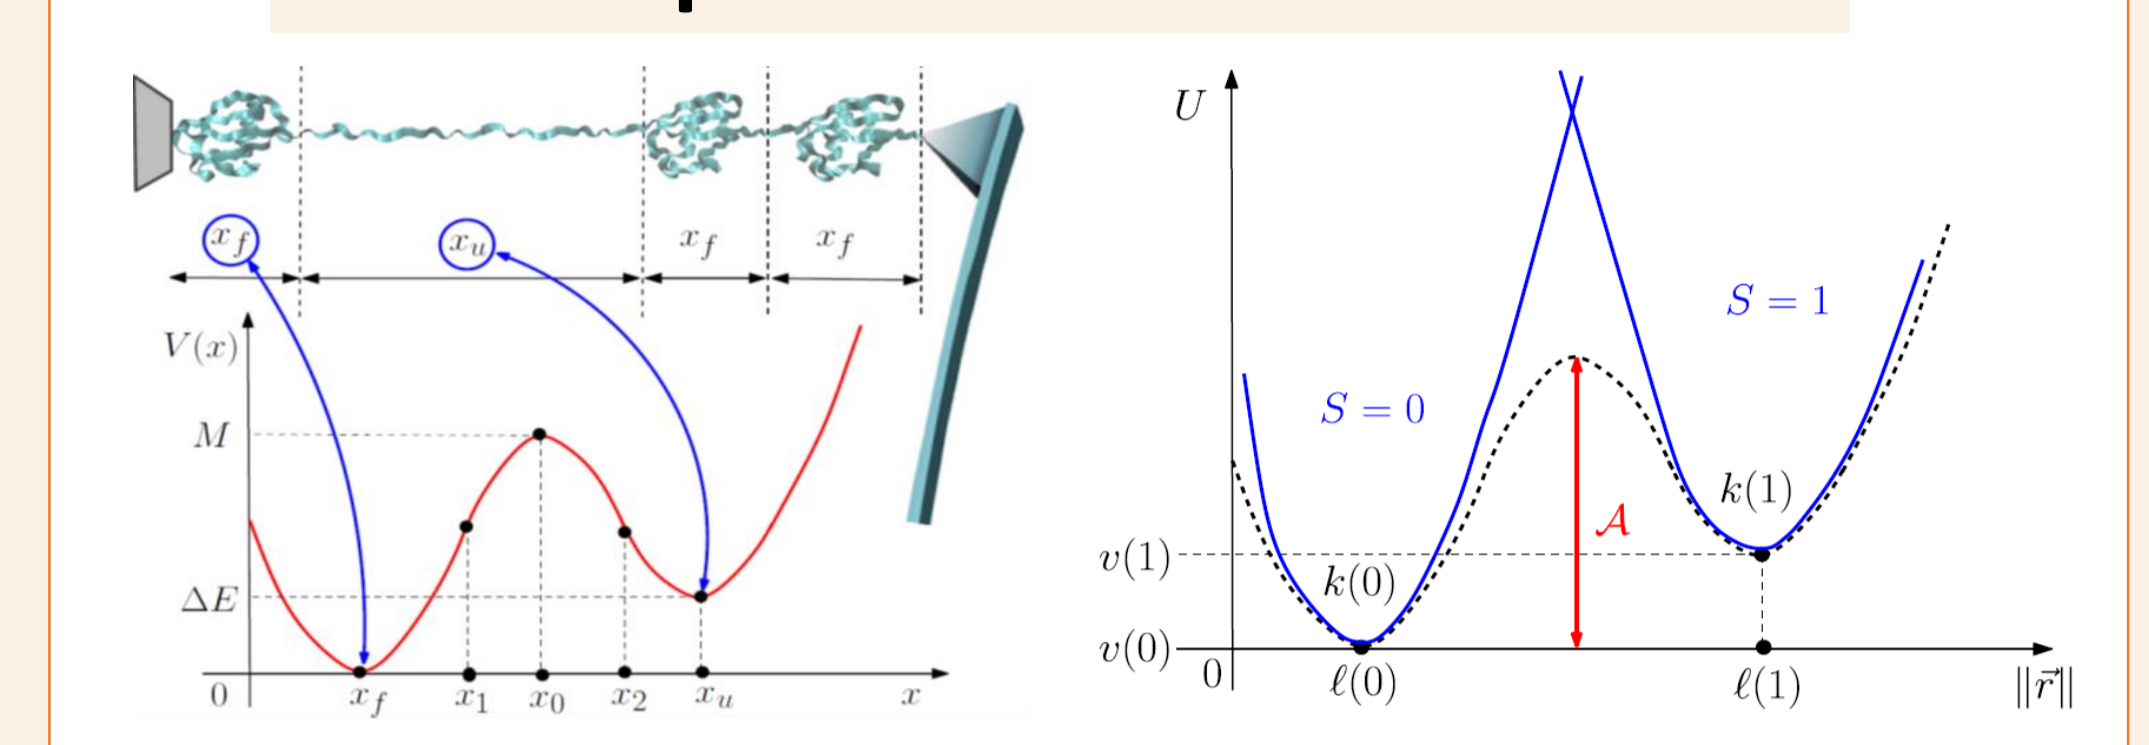 x_f
x_u
x_f
x_f
V(x)
M
ΔE
0
x_f
x_1
x_0
x_2
x_u
x
U
S = 1
S = 0
k(1)
𝒜
v(1)
k(0)
v(0)
0
ℓ(0)
ℓ(1)
||r⃗||